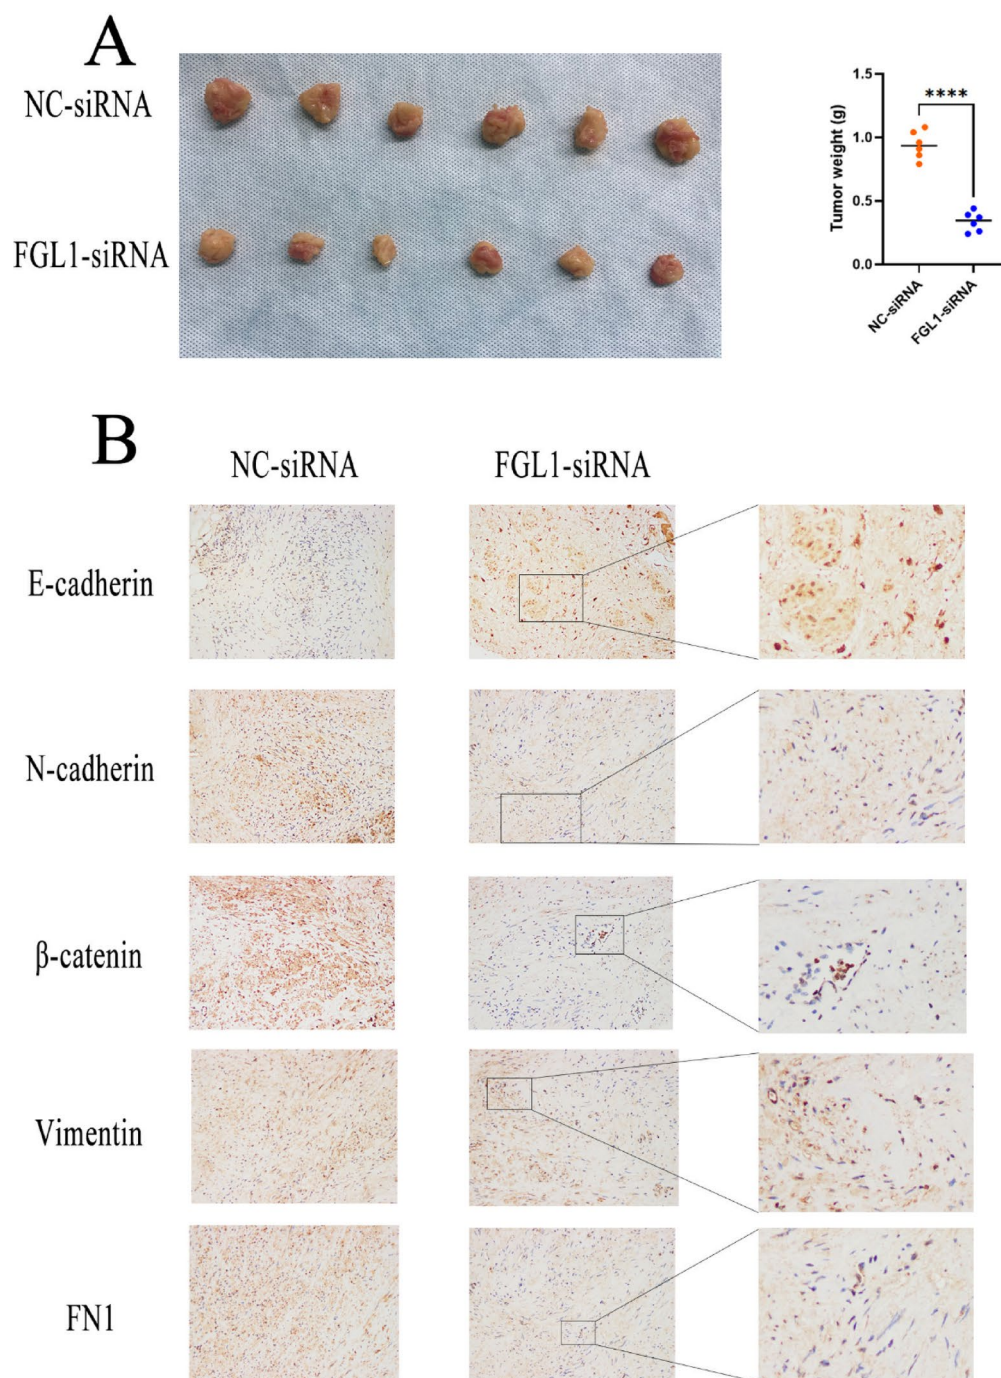 A
NC-siRNA
FGL1-siRNA
1.5
1.0
0.5
0.0
Tumor weight (g)
****
NC-siRNA
FGL1-siRNA
B
NC-siRNA
FGL1-siRNA
E-cadherin
N-cadherin
β-catenin
Vimentin
FN1